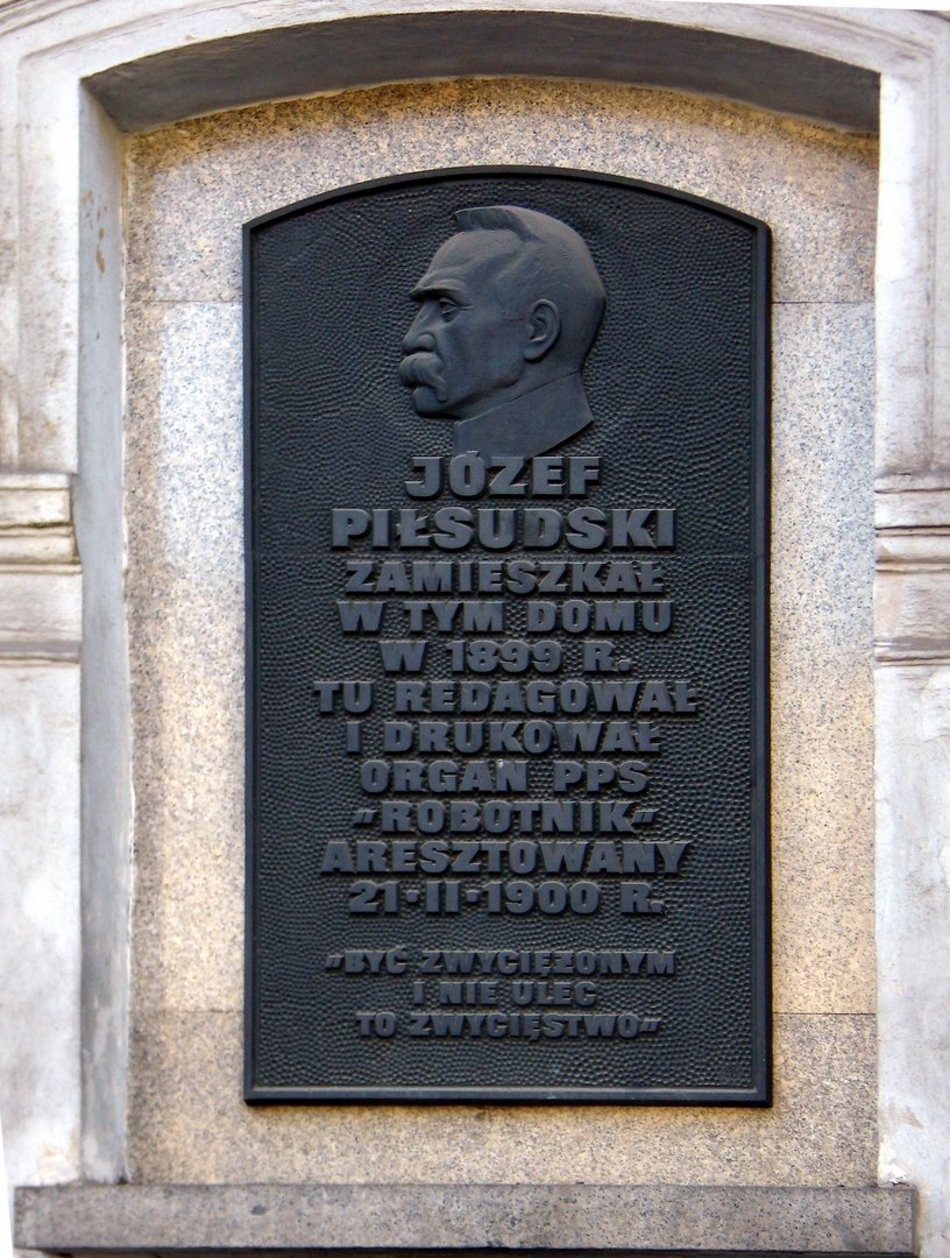 JÓZEF
PIŁSUDSKI
ZAMIESZKAŁ
W TYM DOMU
W 1899 R.
TU REDAGOWAŁ
I DRUKOWAŁ
ORGAN PPS
„ROBOTNIK”
ARESZTOWANY
21·II·1900 R.
„BYĆ ZWYCIĘŻONYM
I NIE ULEC
TO ZWYCIĘSTWO”